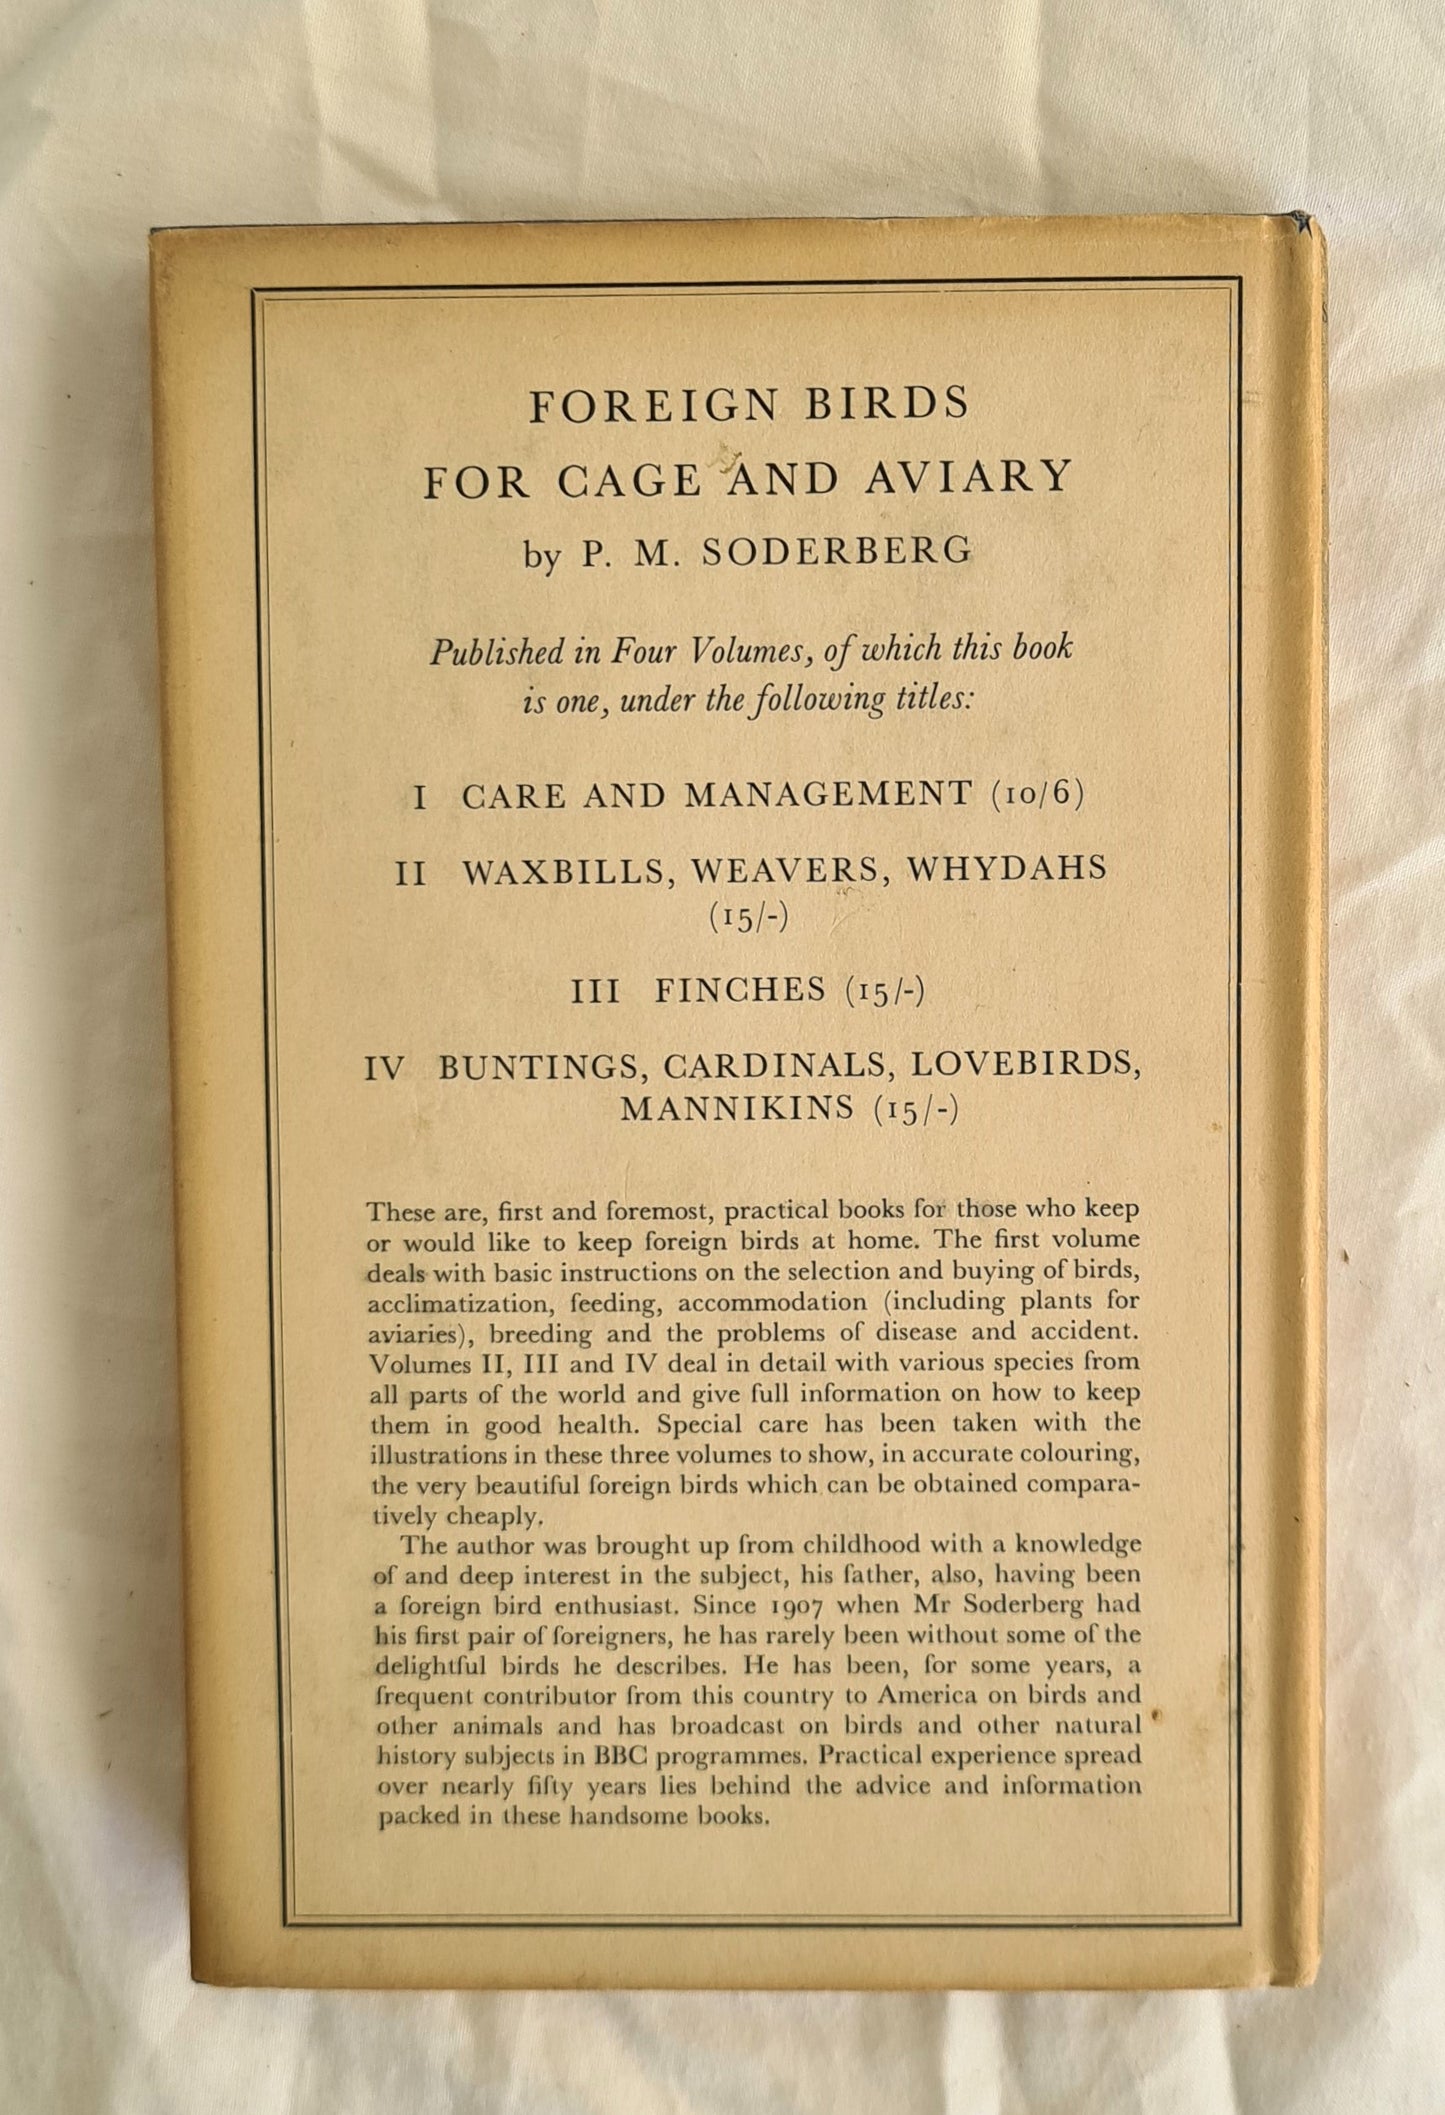 FOREIGN BIRDS
FOR CAGE AND AVIARY
by P. M. SODERBERG
Published in Four Volumes, of which this book
is one, under the following titles:
I CARE AND MANAGEMENT (10/6)
II WAXBILLS, WEAVERS, WHYDAHS
(15/-)
III FINCHES (15/-)
IV BUNTINGS, CARDINALS, LOVEBIRDS,
MANNIKINS (15/-)
These are, first and foremost, practical books for those who keep
or would like to keep foreign birds at home. The first volume
deals with basic instructions on the selection and buying of birds,
acclimatization, feeding, accommodation (including plants for
aviaries), breeding and the problems of disease and accident.
Volumes II, III and IV deal in detail with various species from
all parts of the world and give full information on how to keep
them in good health. Special care has been taken with the
illustrations in these three volumes to show, in accurate colouring,
the very beautiful foreign birds which can be obtained compara-
tively cheaply.
The author was brought up from childhood with a knowledge
of and deep interest in the subject, his father, also, having been
a foreign bird enthusiast. Since 1907 when Mr Soderberg had
his first pair of foreigners, he has rarely been without some of the
delightful birds he describes. He has been, for some years, a
frequent contributor from this country to America on birds and
other animals and has broadcast on birds and other natural
history subjects in BBC programmes. Practical experience spread
over nearly fifty years lies behind the advice and information
packed in these handsome books.